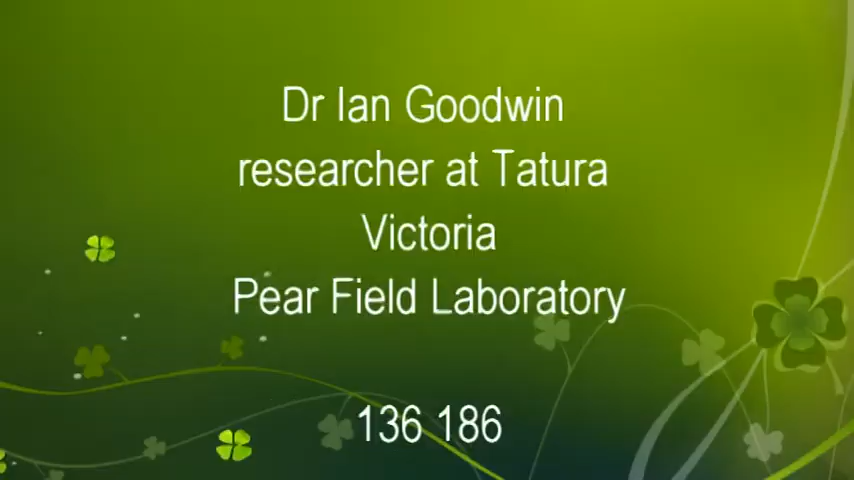 Dr Ian Goodwin
researcher at Tatura
Victoria
Pear Field Laboratory
136 186